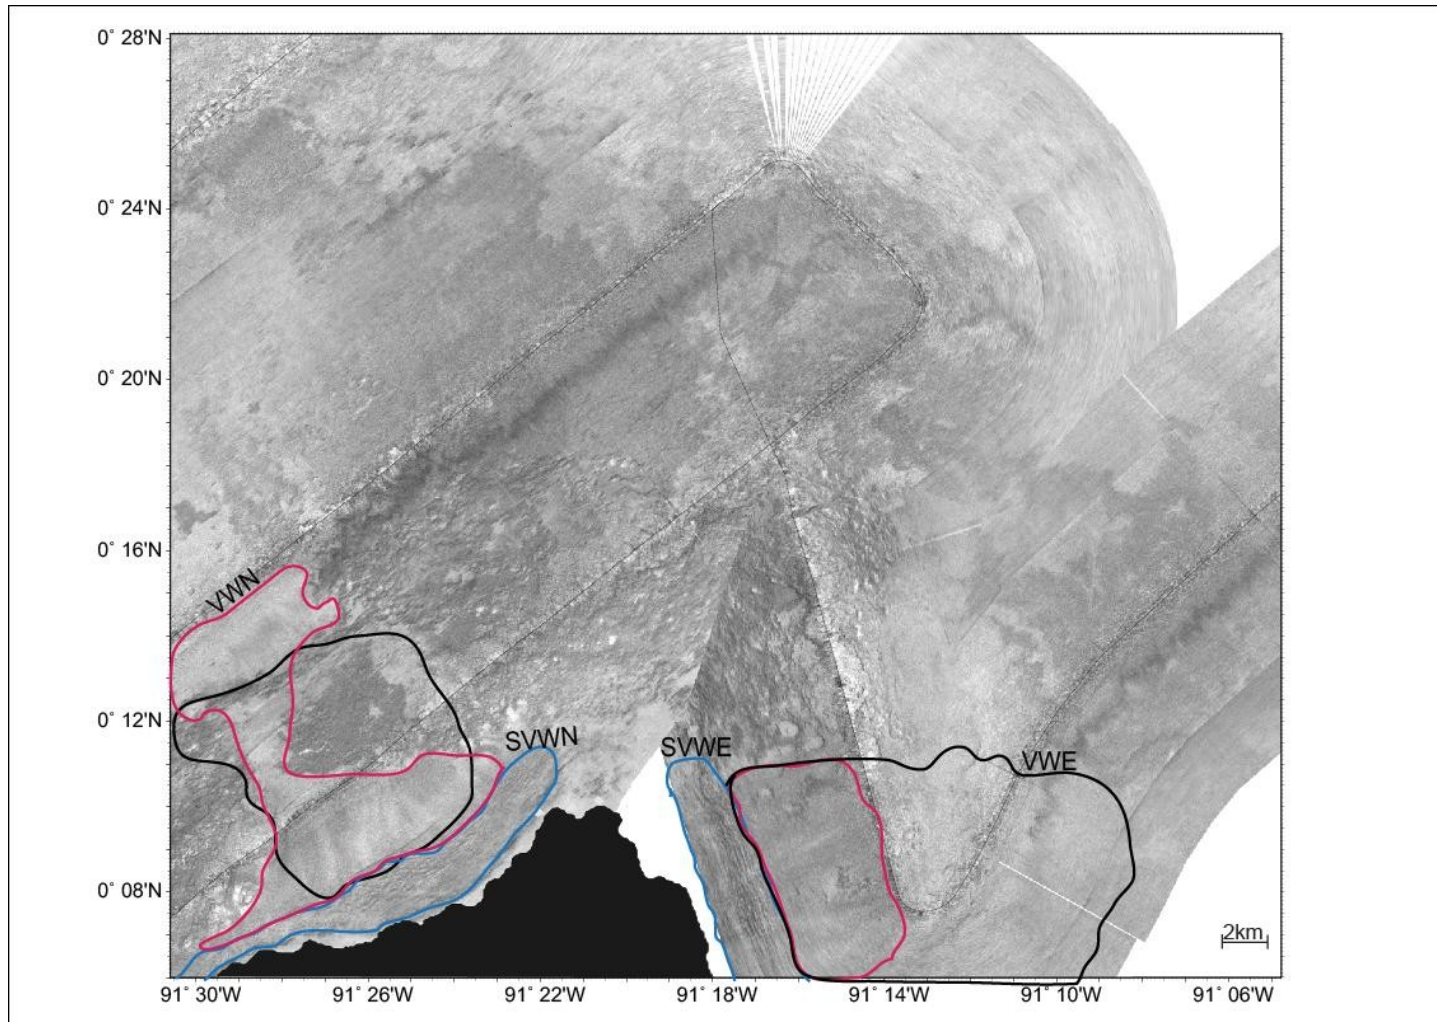 0˚ 28'N
0˚ 24'N
0˚ 20'N
0˚ 16'N
VWN
0˚ 12'N
SVWN
SVWE
VWE
0˚ 08'N
2km
91˚ 30'W
91˚ 26'W
91˚ 22'W
91˚ 18'W
91˚ 14'W
91˚ 10'W
91˚ 06'W